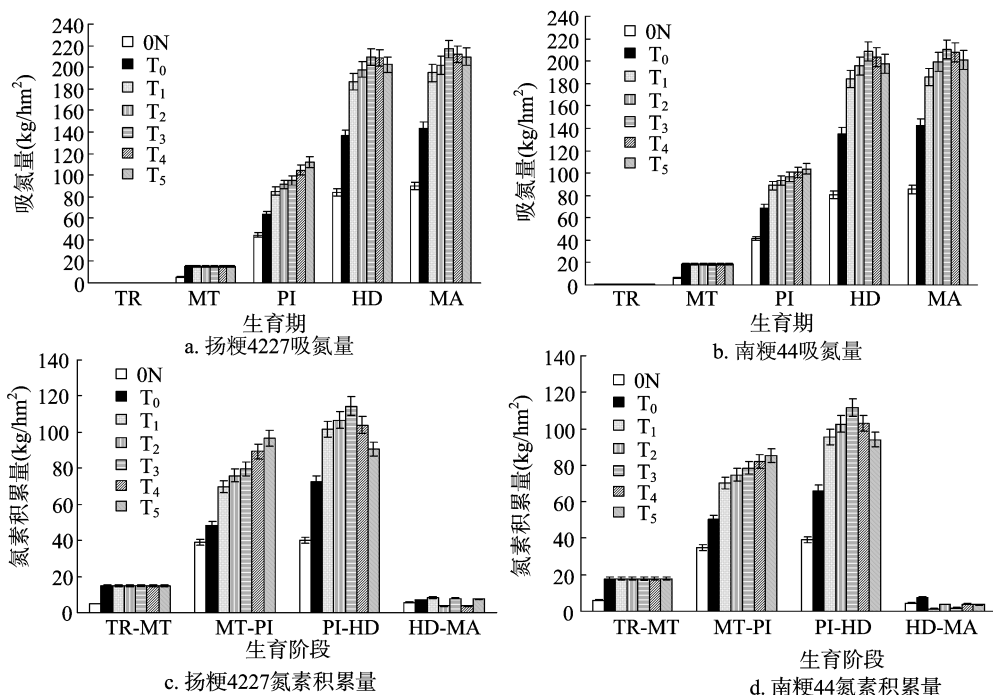 吸氮量(kg/hm²)
240
220
200
180
160
140
120
100
80
60
40
20
0
0N
T₀
T₁
T₂
T₃
T₄
T₅
TR MT PI HD MA
生育期
a. 扬粳4227吸氮量
吸氮量(kg/hm²)
240
220
200
180
160
140
120
100
80
60
40
20
0
0N
T₀
T₁
T₂
T₃
T₄
T₅
TR MT PI HD MA
生育期
b. 南粳44吸氮量
氮素积累量(kg/hm²)
140
120
100
80
60
40
20
0
0N
T₀
T₁
T₂
T₃
T₄
T₅
TR-MT MT-PI PI-HD HD-MA
生育阶段
c. 扬粳4227氮素积累量
氮素积累量(kg/hm²)
140
120
100
80
60
40
20
0
0N
T₀
T₁
T₂
T₃
T₄
T₅
TR-MT MT-PI PI-HD HD-MA
生育阶段
d. 南粳44氮素积累量